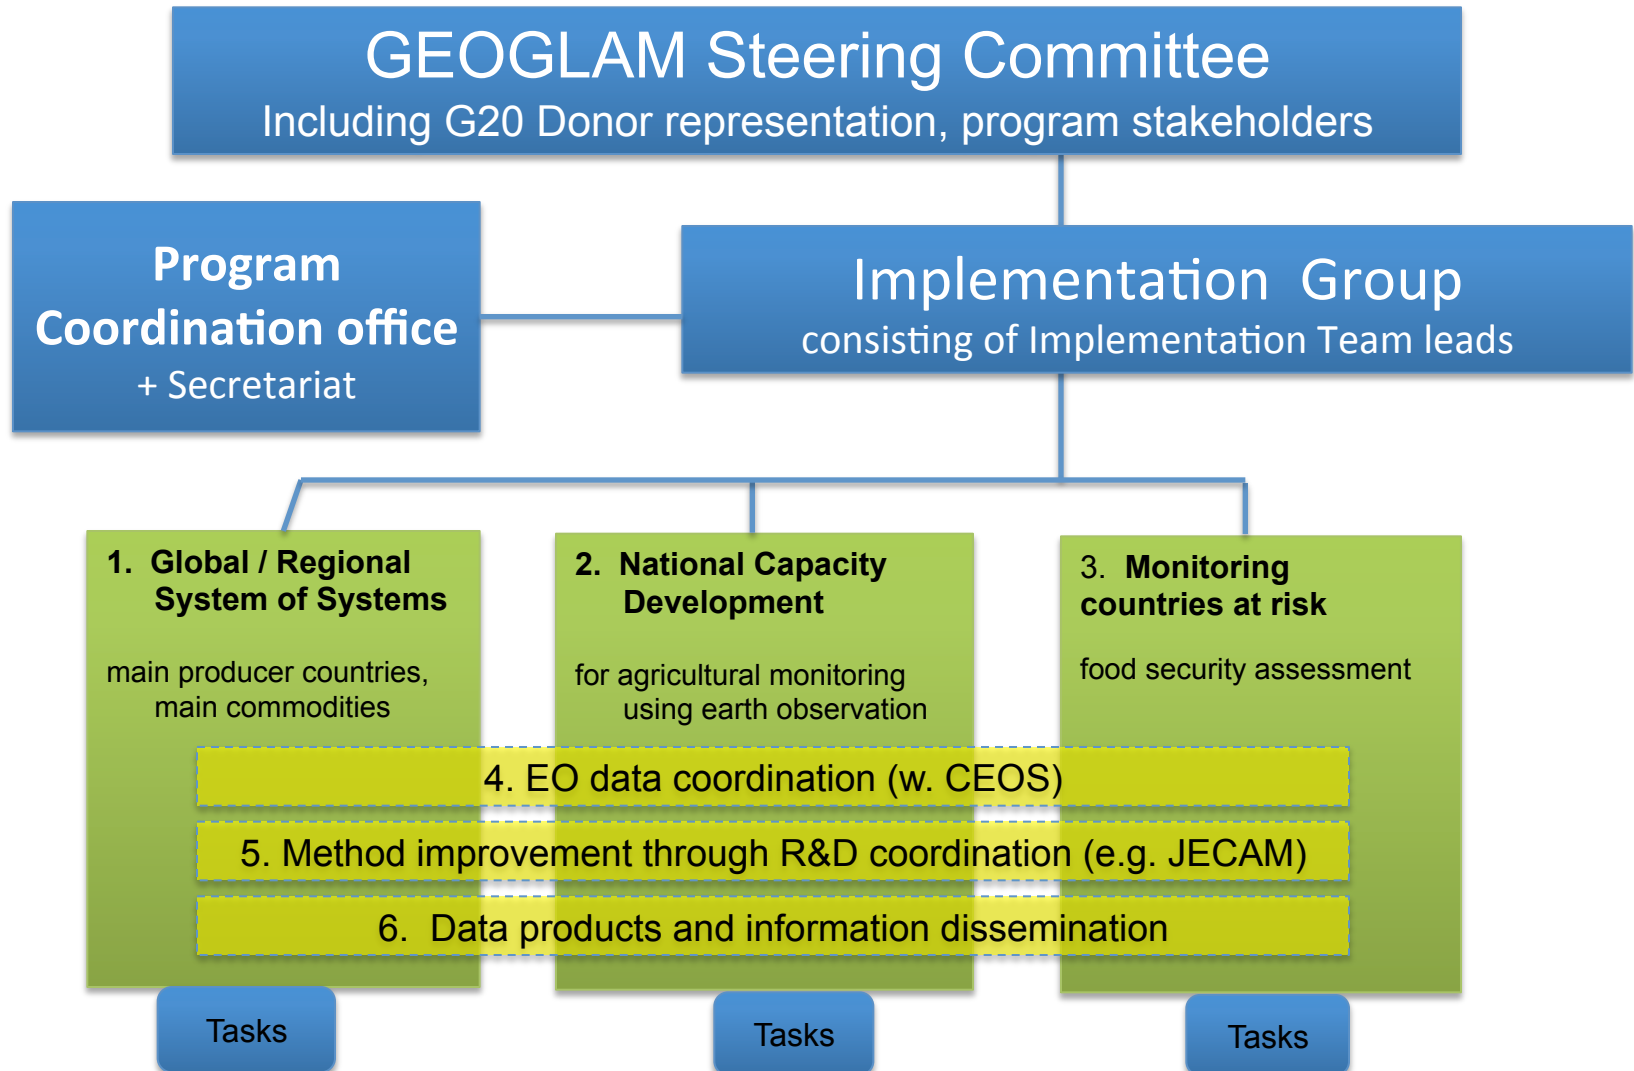 GEOGLAM Steering Committee
Including G20 Donor representation, program stakeholders
Program
Coordination office
+ Secretariat
Implementation Group
consisting of Implementation Team leads
1. Global / Regional
System of Systems
main producer countries,
main commodities
2. National Capacity
Development
for agricultural monitoring
using earth observation
3. Monitoring
countries at risk
food security assessment
4. EO data coordination (w. CEOS)
5. Method improvement through R&D coordination (e.g. JECAM)
6. Data products and information dissemination
Tasks
Tasks
Tasks